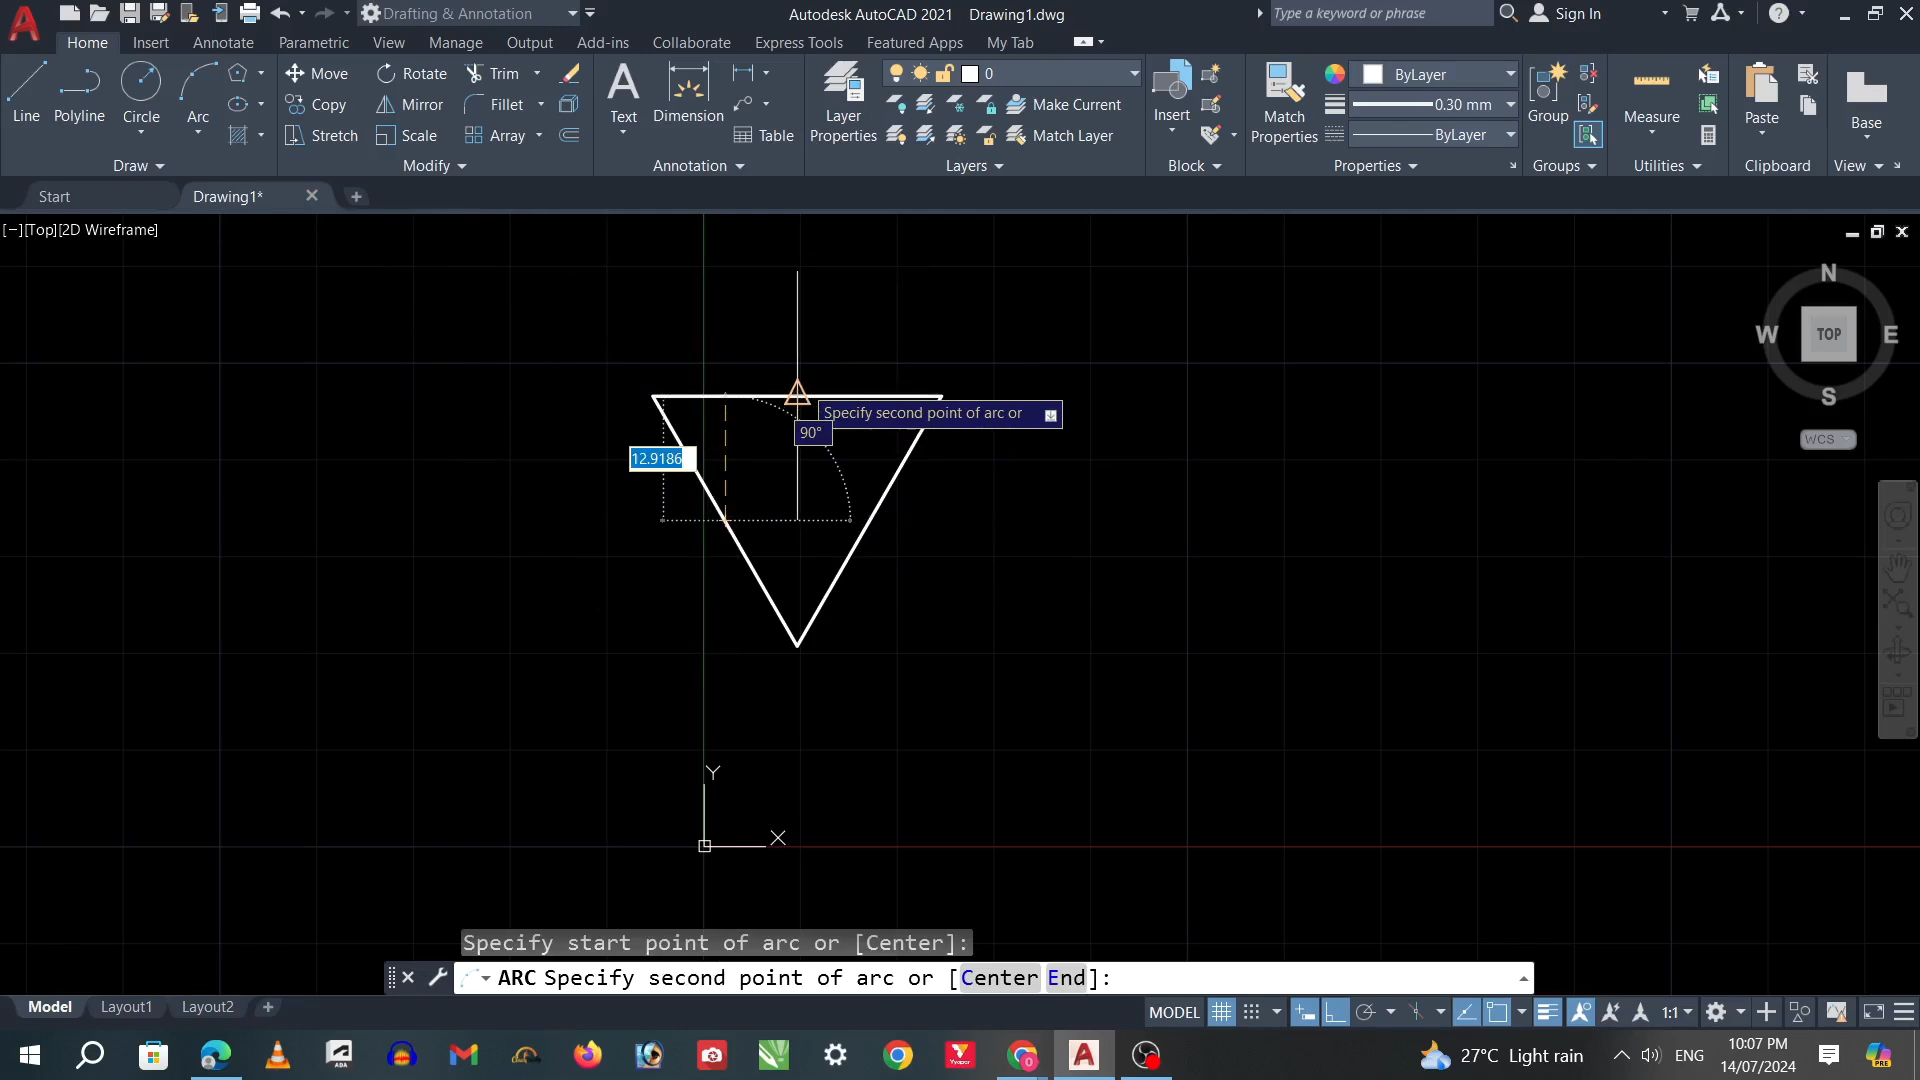 Drafting & Annotation
Autodesk AutoCAD 2021 Drawing1.dwg
Type a keyword or phrase
Sign In
Home Insert Annotate Parametric View Manage Output Add-ins Collaborate Express Tools Featured Apps My Tab
Line Polyline Circle Arc
Move Rotate Trim
Copy Mirror Fillet
Stretch Scale Array
Text Dimension Table
Layer Properties
0
Make Current
Match Layer
Insert
Match Properties
ByLayer
0.30 mm
ByLayer
Group
Measure
Paste
Base
Draw Modify Annotation Layers Block Properties Groups Utilities Clipboard View
Start Drawing1*
[−][Top][2D Wireframe]
N
W TOP E
S
WCS
Specify second point of arc or
90°
12.9186
Y
X
Specify start point of arc or [Center]:
ARC Specify second point of arc or [Center End]:
Model Layout1 Layout2
MODEL 1:1
27°C Light rain ENG
10:07 PM
14/07/2024